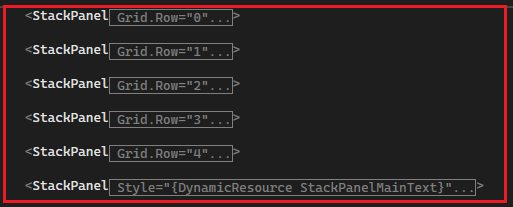 <StackPanel Grid.Row="0"...>
<StackPanel Grid.Row="1"...>
<StackPanel Grid.Row="2"...>
<StackPanel Grid.Row="3"...>
<StackPanel Grid.Row="4"...>
<StackPanel Style="{DynamicResource StackPanelMainText}"...>